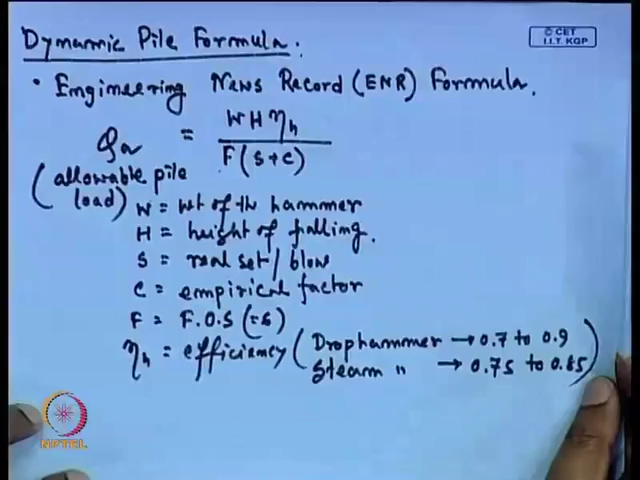 Dynamic Pile Formula.
© CET
I.I.T. KGP
• Engineering News Record (ENR) Formula.
Qa = W H ηh / F(S+C)
(allowable pile load)
W = wt of the hammer
H = height of falling.
S = real set/blow
C = empirical factor
F = F.O.S (=6)
ηh = efficiency (Drophammer → 0.7 to 0.9
Steam " → 0.75 to 0.85)
NPTEL